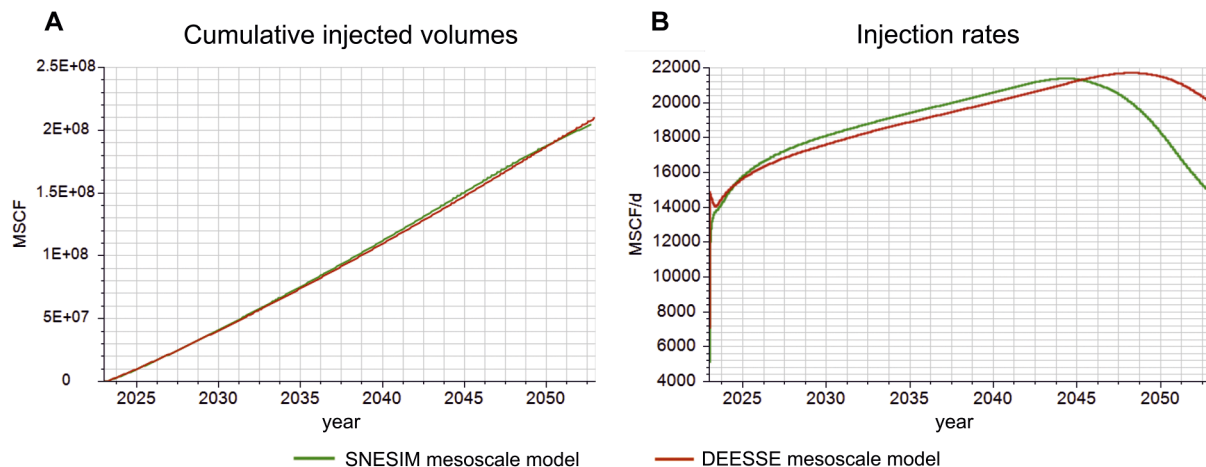 A
Cumulative injected volumes
2.5E+08
2E+08
1.5E+08
1E+08
5E+07
0
MSCF
2025 2030 2035 2040 2045 2050
year
B
Injection rates
22000
20000
18000
16000
14000
12000
10000
8000
6000
4000
MSCF/d
2025 2030 2035 2040 2045 2050
year
SNESIM mesoscale model
DEESSE mesoscale model